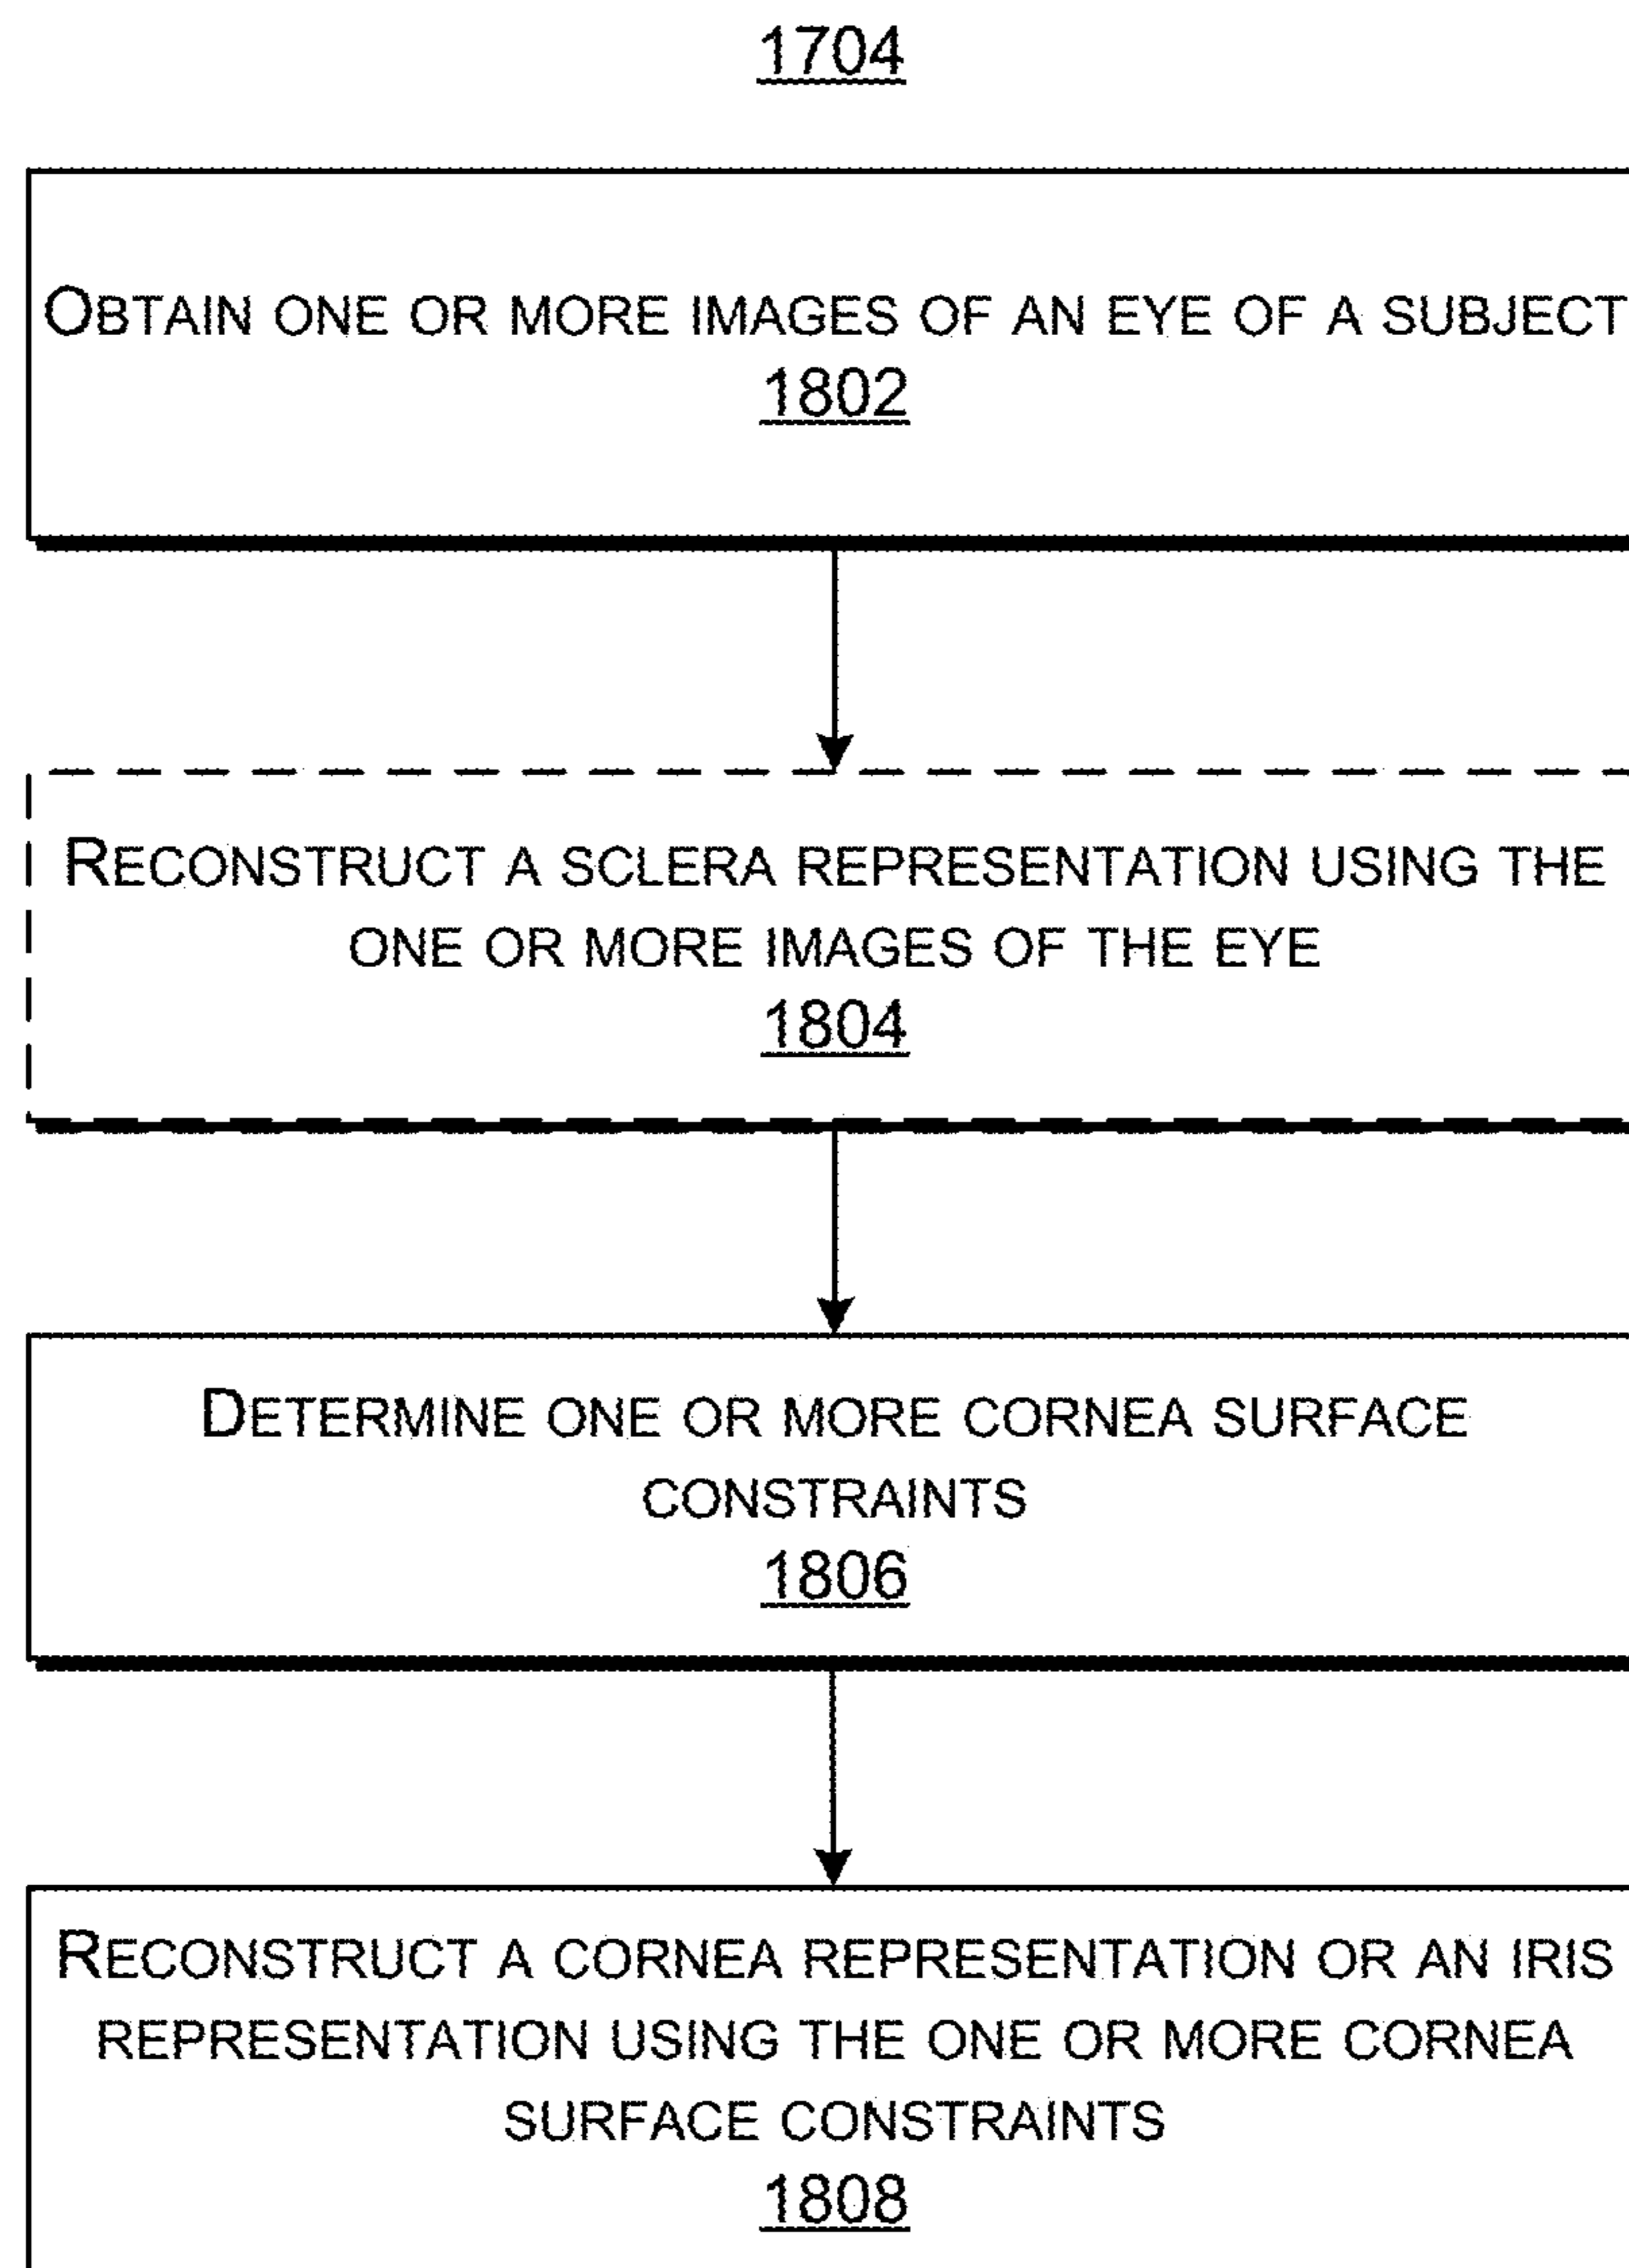 1704
OBTAIN ONE OR MORE IMAGES OF AN EYE OF A SUBJECT
1802
RECONSTRUCT A SCLERA REPRESENTATION USING THE
ONE OR MORE IMAGES OF THE EYE
1804
DETERMINE ONE OR MORE CORNEA SURFACE
CONSTRAINTS
1806
RECONSTRUCT A CORNEA REPRESENTATION OR AN IRIS
REPRESENTATION USING THE ONE OR MORE CORNEA
SURFACE CONSTRAINTS
1808